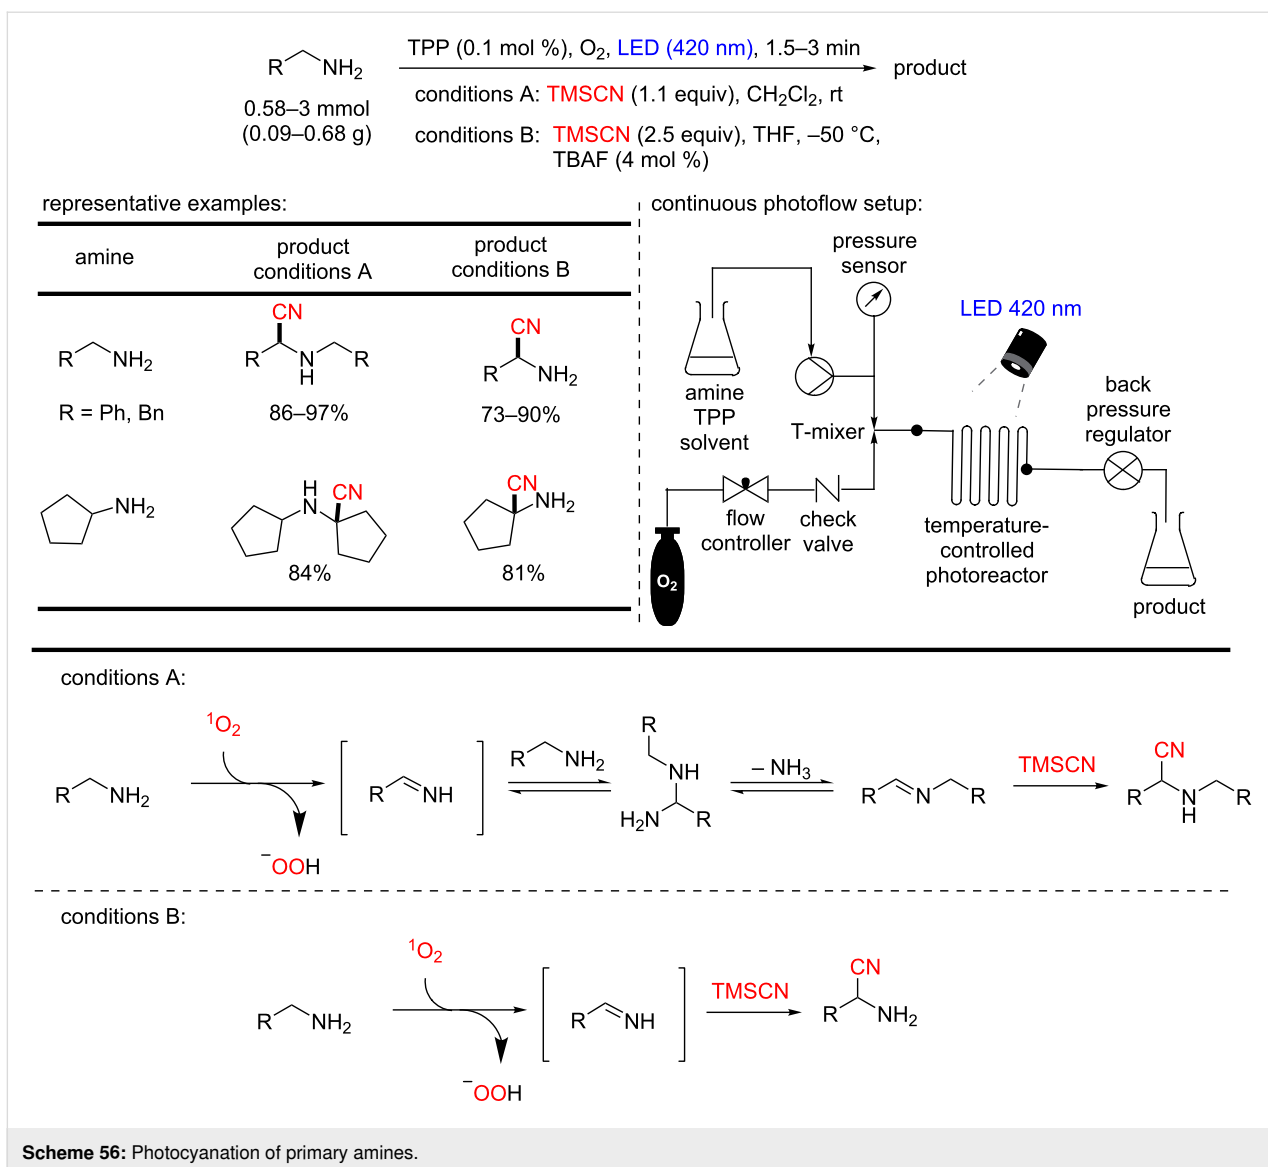 TPP (0.1 mol %), O₂, LED (420 nm), 1.5–3 min
R NH₂
product
0.58–3 mmol
(0.09–0.68 g)
conditions A: TMSCN (1.1 equiv), CH₂Cl₂, rt
conditions B: TMSCN (2.5 equiv), THF, –50 °C,
TBAF (4 mol %)
representative examples:
amine
product
conditions A
product
conditions B
R NH₂
R = Ph, Bn
CN
R N H R
86–97%
CN
R NH₂
73–90%
NH₂
H N CN
84%
CN NH₂
81%
continuous photoflow setup:
pressure
sensor
LED 420 nm
amine
TPP
solvent
T-mixer
back
pressure
regulator
flow
controller
check
valve
O₂
temperature-
controlled
photoreactor
product
conditions A:
R NH₂
¹O₂
⁻OOH
R NH
R NH₂
R
NH
H₂N R
– NH₃
R N R
TMSCN
CN
R N H R
conditions B:
R NH₂
¹O₂
⁻OOH
R NH
TMSCN
CN
R NH₂
Scheme 56: Photocyanation of primary amines.